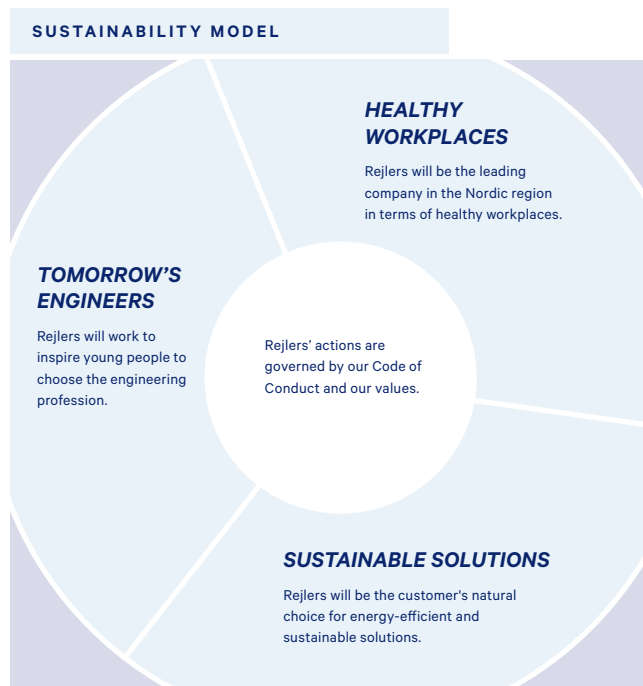 SUSTAINABILITY MODEL
HEALTHY
WORKPLACES
Rejlers will be the leading
company in the Nordic region
in terms of healthy workplaces.
TOMORROW’S
ENGINEERS
Rejlers will work to
inspire young people to
choose the engineering
profession.
Rejlers’ actions are
governed by our Code of
Conduct and our values.
SUSTAINABLE SOLUTIONS
Rejlers will be the customer's natural
choice for energy-efficient and
sustainable solutions.